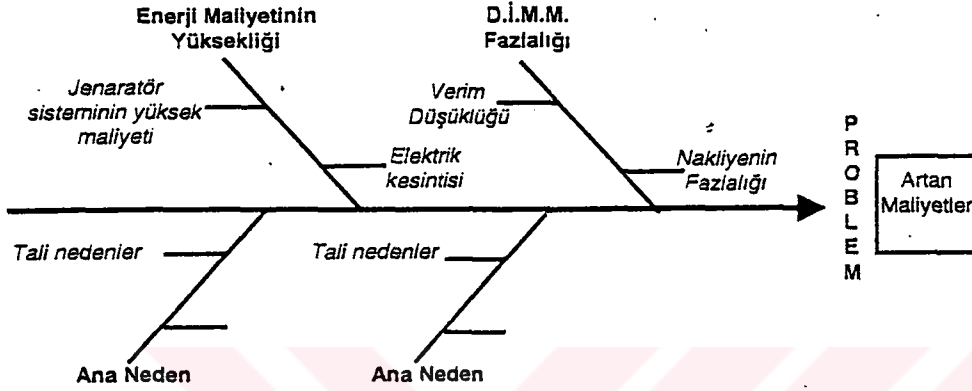 Enerji Maliyetinin
Yüksekliği
D.İ.M.M.
Fazlalığı
Jenaratör
sisteminin yüksek
maliyeti
Verim
Düşüklüğü
Elektrik
kesintisi
Nakliyenin
Fazlalığı
PROBLEM
Artan
Maliyetler
Tali nedenler
Tali nedenler
Ana Neden
Ana Neden